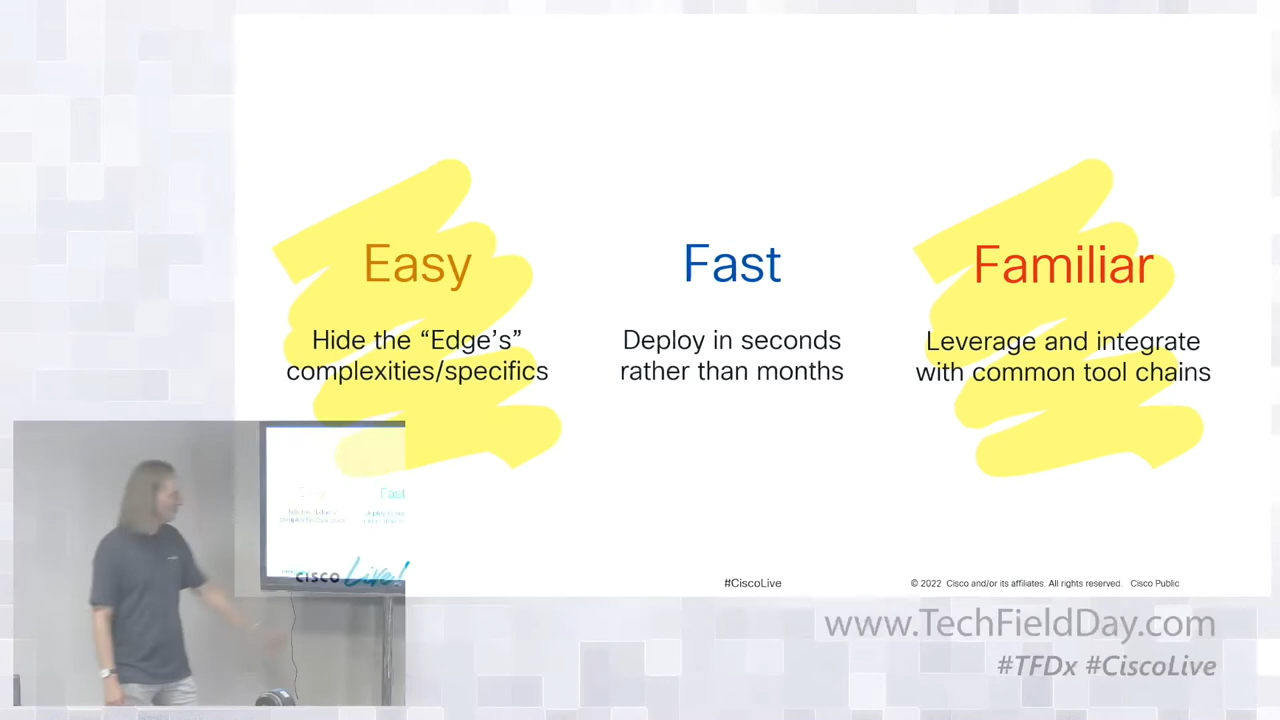 Easy
Hide the “Edge’s”
complexities/specifics
Fast
Deploy in seconds
rather than months
Familiar
Leverage and integrate
with common tool chains
Fast
cisco Live!
#CiscoLive
© 2022 Cisco and/or its affiliates. All rights reserved. Cisco Public
www.TechFieldDay.com
#TFDx #CiscoLive